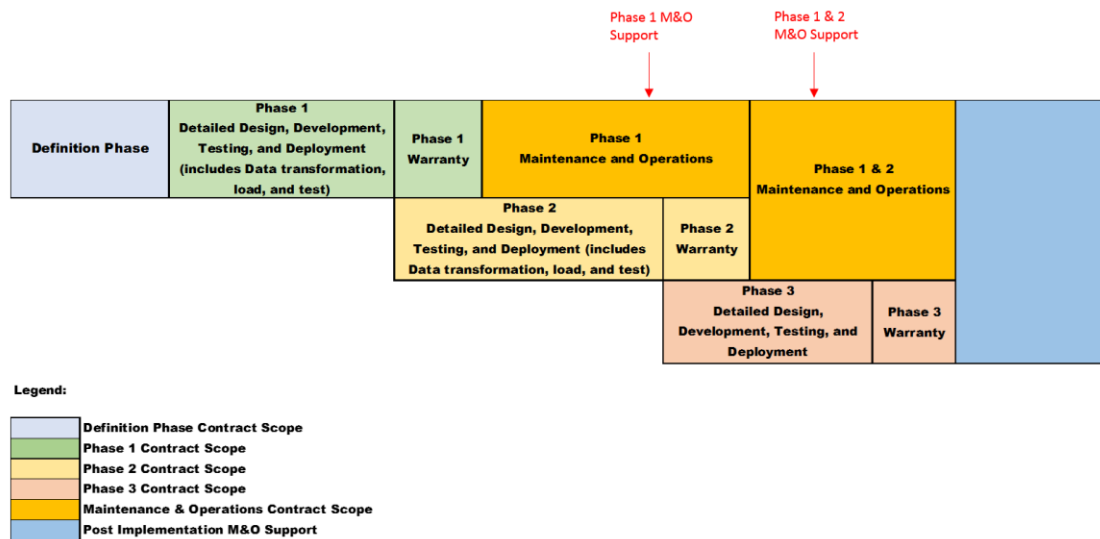 Phase 1 M&O
Support
Phase 1 & 2
M&O Support
Definition Phase
Phase 1
Detailed Design, Development,
Testing, and Deployment
(includes Data transformation,
load, and test)
Phase 1
Warranty
Phase 1
Maintenance and Operations
Phase 1 & 2
Maintenance and Operations
Phase 2
Detailed Design, Development,
Testing, and Deployment (includes
Data transformation, load, and test)
Phase 2
Warranty
Phase 3
Detailed Design,
Development, Testing, and
Deployment
Phase 3
Warranty
Legend:
Definition Phase Contract Scope
Phase 1 Contract Scope
Phase 2 Contract Scope
Phase 3 Contract Scope
Maintenance & Operations Contract Scope
Post Implementation M&O Support